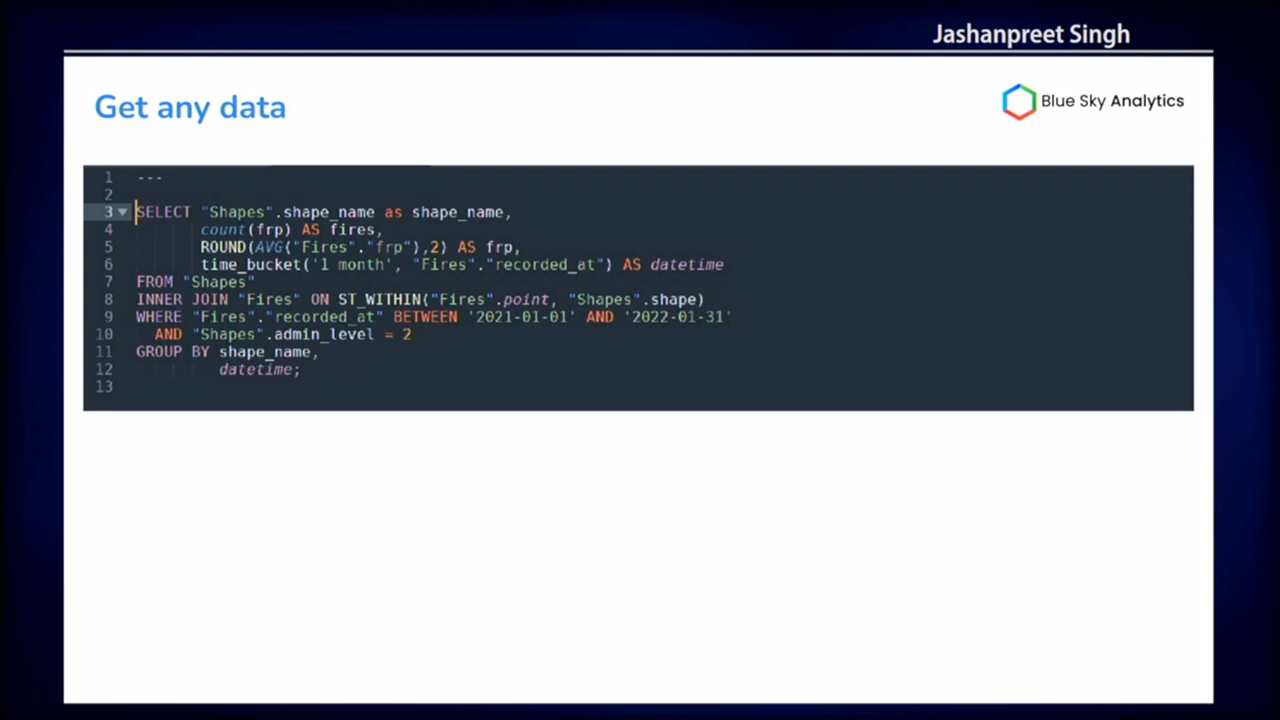 Jashanpreet Singh
Get any data
Blue Sky Analytics
1 ---
2
3 SELECT "Shapes".shape_name as shape_name,
4 count(frp) AS fires,
5 ROUND(AVG("Fires"."frp"),2) AS frp,
6 time_bucket('1 month', "Fires"."recorded_at") AS datetime
7 FROM "Shapes"
8 INNER JOIN "Fires" ON ST_WITHIN("Fires".point, "Shapes".shape)
9 WHERE "Fires"."recorded_at" BETWEEN '2021-01-01' AND '2022-01-31'
10 AND "Shapes".admin_level = 2
11 GROUP BY shape_name,
12 datetime;
13